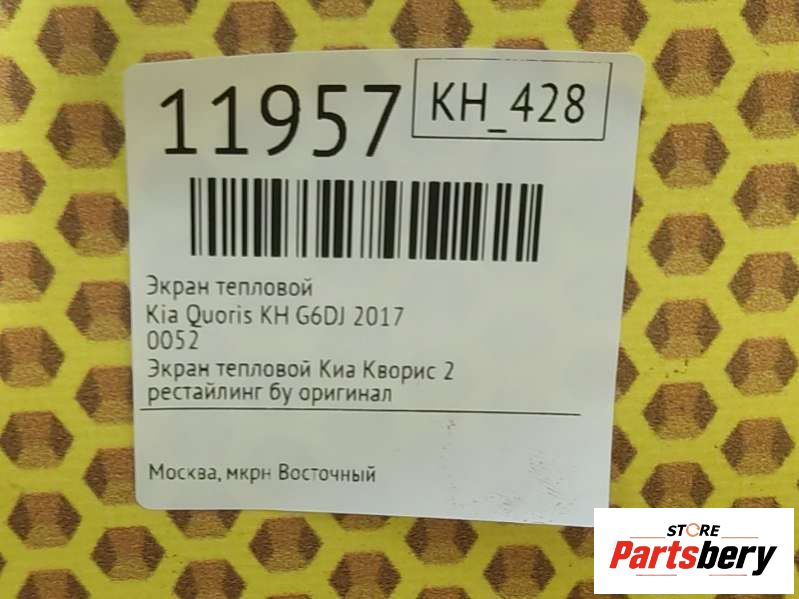 11957
KH_428
Экран тепловой
Kia Quoris KH G6DJ 2017
0052
Экран тепловой Киа Кворис 2
рестайлинг бу оригинал
Москва, мкрн Восточный
STORE
Partsbery